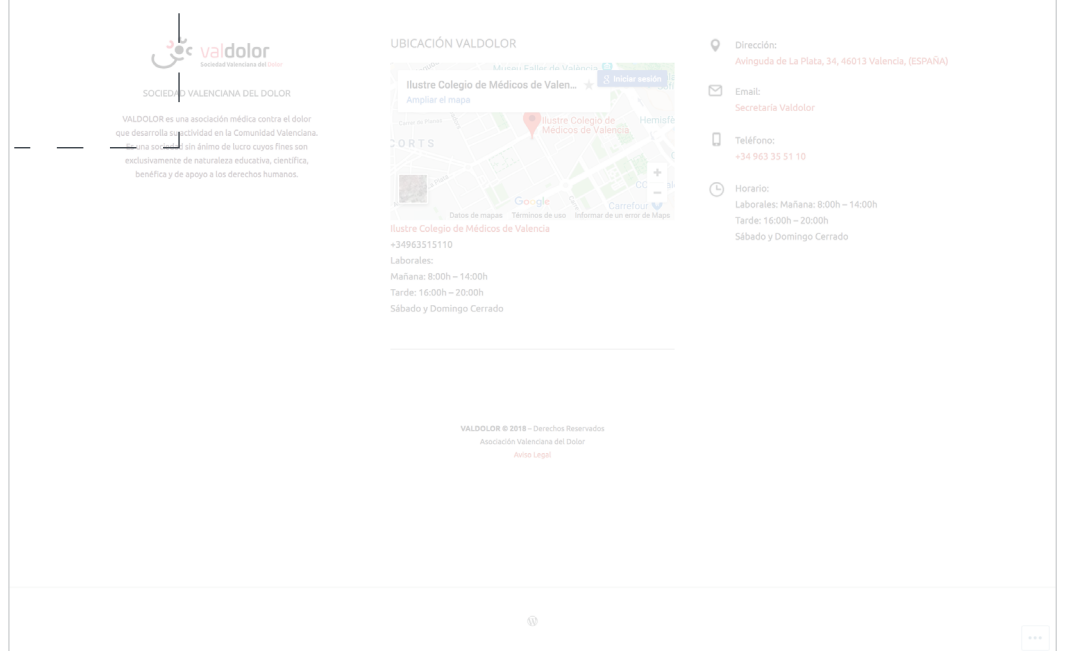 valdolor
Sociedad Valenciana del Dolor
SOCIEDAD VALENCIANA DEL DOLOR
VALDOLOR es una asociación médica contra el dolor
que desarrolla su actividad en la Comunidad Valenciana.
Es una sociedad sin ánimo de lucro cuyos fines son
exclusivamente de naturaleza educativa, científica,
benéfica y de apoyo a los derechos humanos.
UBICACIÓN VALDOLOR
Museu Faller de València
Ilustre Colegio de Médicos de Valen...
Iniciar sesión
Ampliar el mapa
Ilustre Colegio de
Médicos de Valencia
Hemisfè
CORTS
Google
Carrefour
Datos de mapas Términos de uso Informar de un error de Maps
Ilustre Colegio de Médicos de Valencia
+34963515110
Laborales:
Mañana: 8:00h – 14:00h
Tarde: 16:00h – 20:00h
Sábado y Domingo Cerrado
Dirección:
Avinguda de La Plata, 34, 46013 Valencia, (ESPAÑA)
Email:
Secretaria Valdolor
Teléfono:
+34 963 35 51 10
Horario:
Laborales: Mañana: 8:00h – 14:00h
Tarde: 16:00h – 20:00h
Sábado y Domingo Cerrado
VALDOLOR © 2018 – Derechos Reservados
Asociación Valenciana del Dolor
Aviso Legal